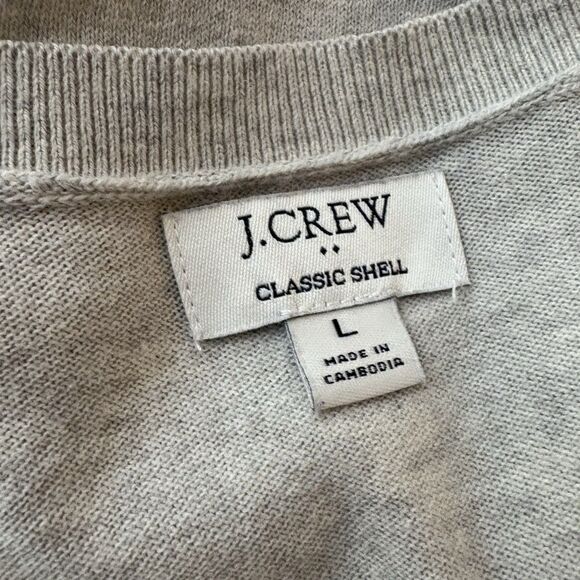 J.CREW
CLASSIC SHELL
L
MADE IN
CAMBODIA